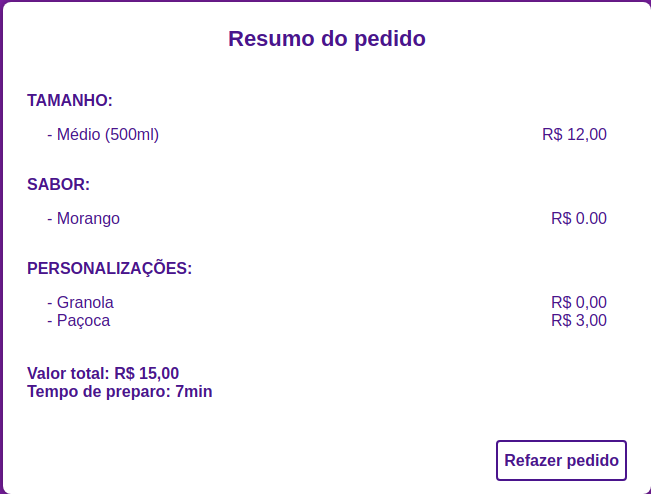 Resumo do pedido
TAMANHO:
- Médio (500ml) R$ 12,00
SABOR:
- Morango R$ 0.00
PERSONALIZAÇÕES:
- Granola R$ 0,00
- Paçoca R$ 3,00
Valor total: R$ 15,00
Tempo de preparo: 7min
Refazer pedido